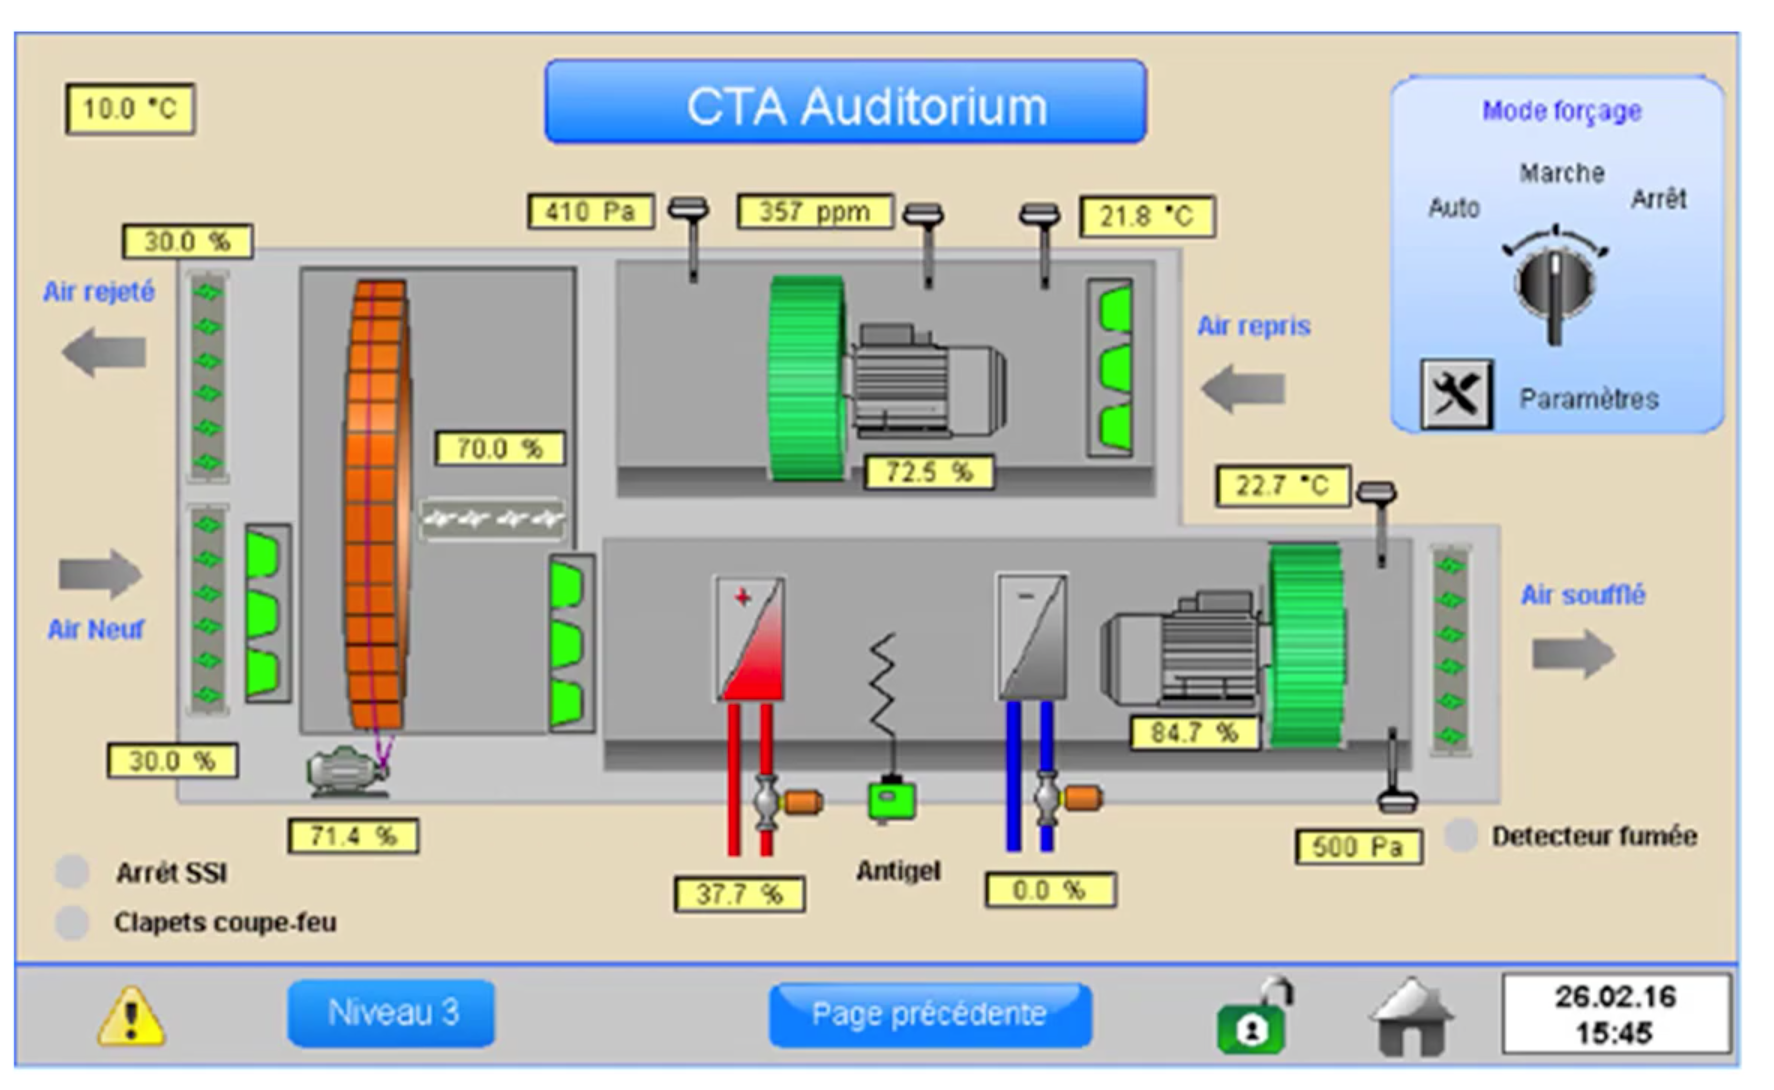 10.0 °C
CTA Auditorium
Mode forçage
Marche
Auto
Arrêt
Paramètres
410 Pa
357 ppm
21.8 °C
30.0 %
Air rejeté
Air repris
70.0 %
72.5 %
22.7 °C
Air Neuf
Air soufflé
84.7 %
30.0 %
71.4 %
500 Pa
Detecteur fumée
Arrêt SSI
Antigel
37.7 %
0.0 %
Clapets coupe-feu
Niveau 3
Page précédente
26.02.16
15:45